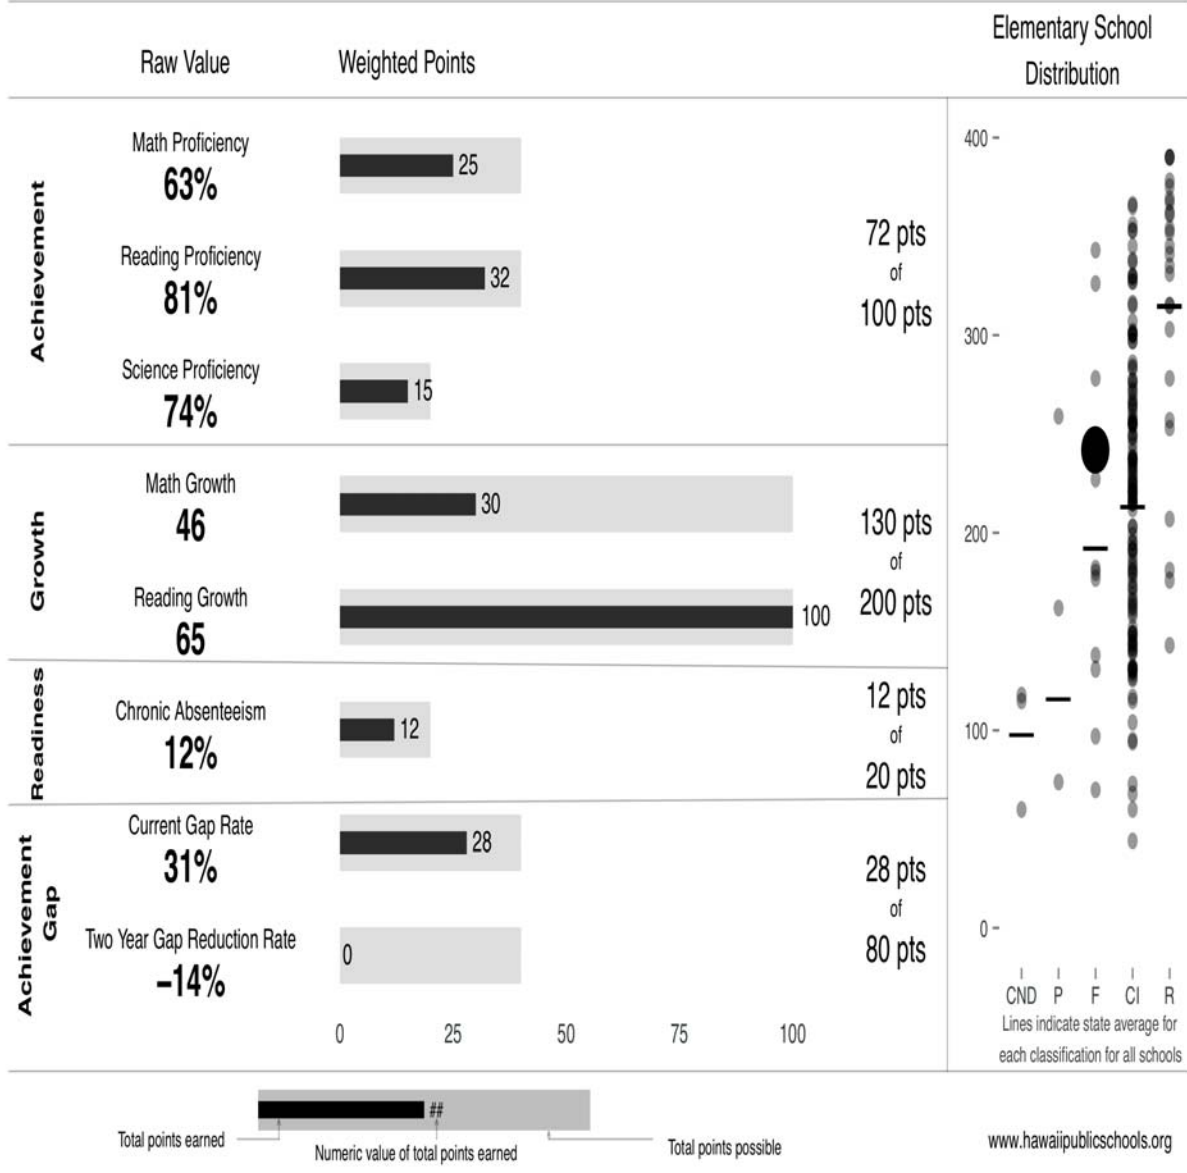 Elementary School
Raw Value Weighted Points
Distribution
Achievement
Math Proficiency
63%
25
Reading Proficiency
81%
32
Science Proficiency
74%
15
72 pts
of
100 pts
Growth
Math Growth
46
30
Reading Growth
65
100
130 pts
of
200 pts
Readiness
Chronic Absenteeism
12%
12
12 pts
of
20 pts
Achievement
Gap
Current Gap Rate
31%
28
Two Year Gap Reduction Rate
–14%
0
28 pts
of
80 pts
0 25 50 75 100
400
300
200
100
0
CND P F CI R
Lines indicate state average for
each classification for all schools
##
Total points earned
Numeric value of total points earned
Total points possible
www.hawaiipublicschools.org